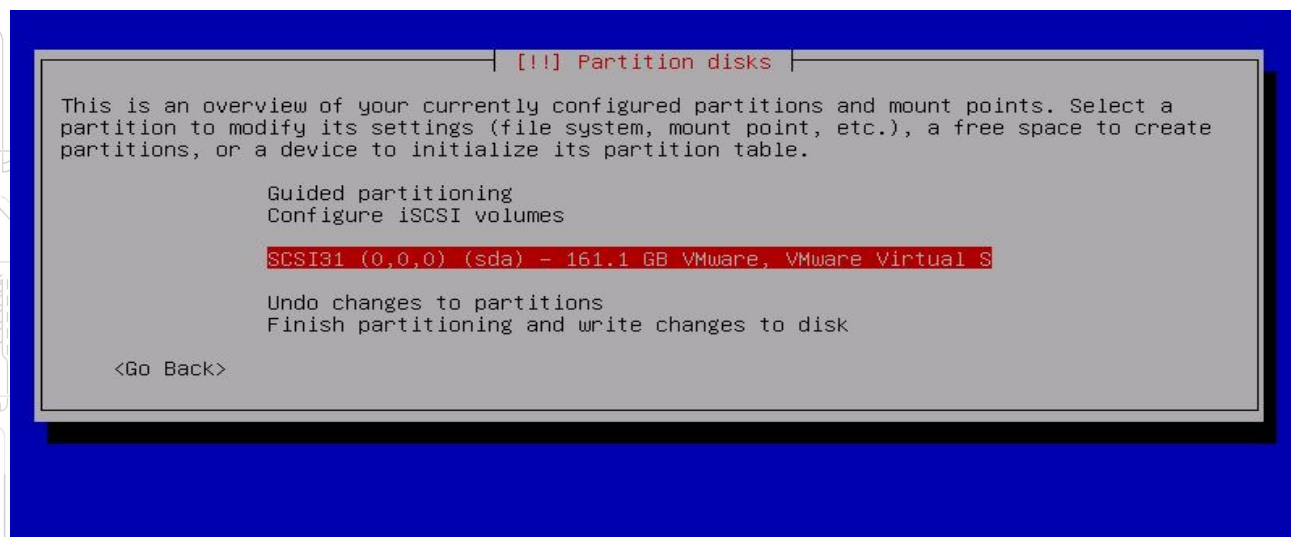 [!!] Partition disks
This is an overview of your currently configured partitions and mount points. Select a
partition to modify its settings (file system, mount point, etc.), a free space to create
partitions, or a device to initialize its partition table.
Guided partitioning
Configure iSCSI volumes
SCSI31 (0,0,0) (sda) – 161.1 GB VMware, VMware Virtual S
Undo changes to partitions
Finish partitioning and write changes to disk
<Go Back>